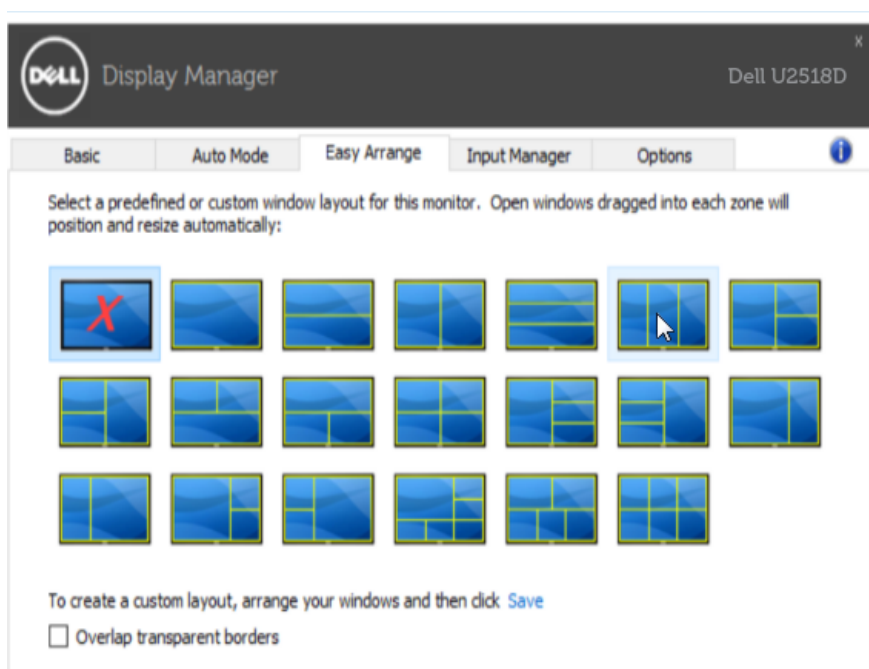 DELL Display Manager
x
Dell U2518D
Basic Auto Mode Easy Arrange Input Manager Options i
Select a predefined or custom window layout for this monitor. Open windows dragged into each zone will
position and resize automatically:
X
To create a custom layout, arrange your windows and then click Save
Overlap transparent borders